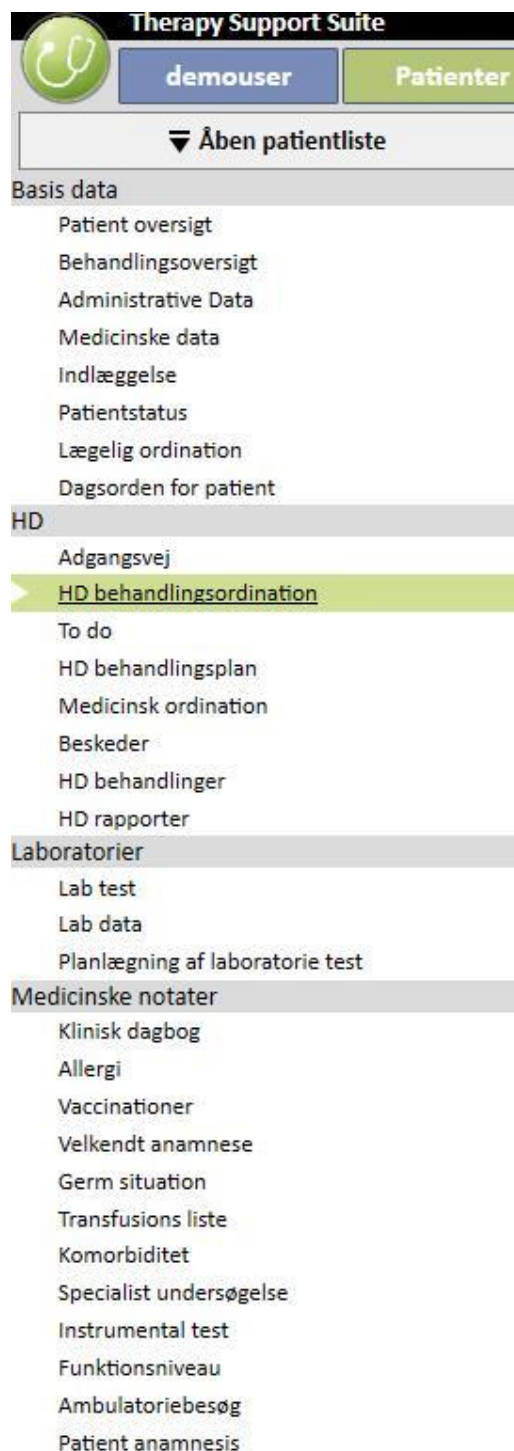 Therapy Support Suite
demouser
Patienter
Åben patientliste
Basis data
Patient oversigt
Behandlingsoversigt
Administrative Data
Medicinske data
Indlæggelse
Patientstatus
Lægelig ordination
Dagsorden for patient
HD
Adgangsvej
HD behandlingsordination
To do
HD behandlingsplan
Medicinsk ordination
Beskeder
HD behandlinger
HD rapporter
Laboratorier
Lab test
Lab data
Planlægning af laboratorie test
Medicinske notater
Klinisk dagbog
Allergi
Vaccinationer
Velkendt anamnese
Germ situation
Transfusions liste
Komorbiditet
Specialist undersøgelse
Instrumental test
Funktionsniveau
Ambulatoriebesøg
Patient anamnesis